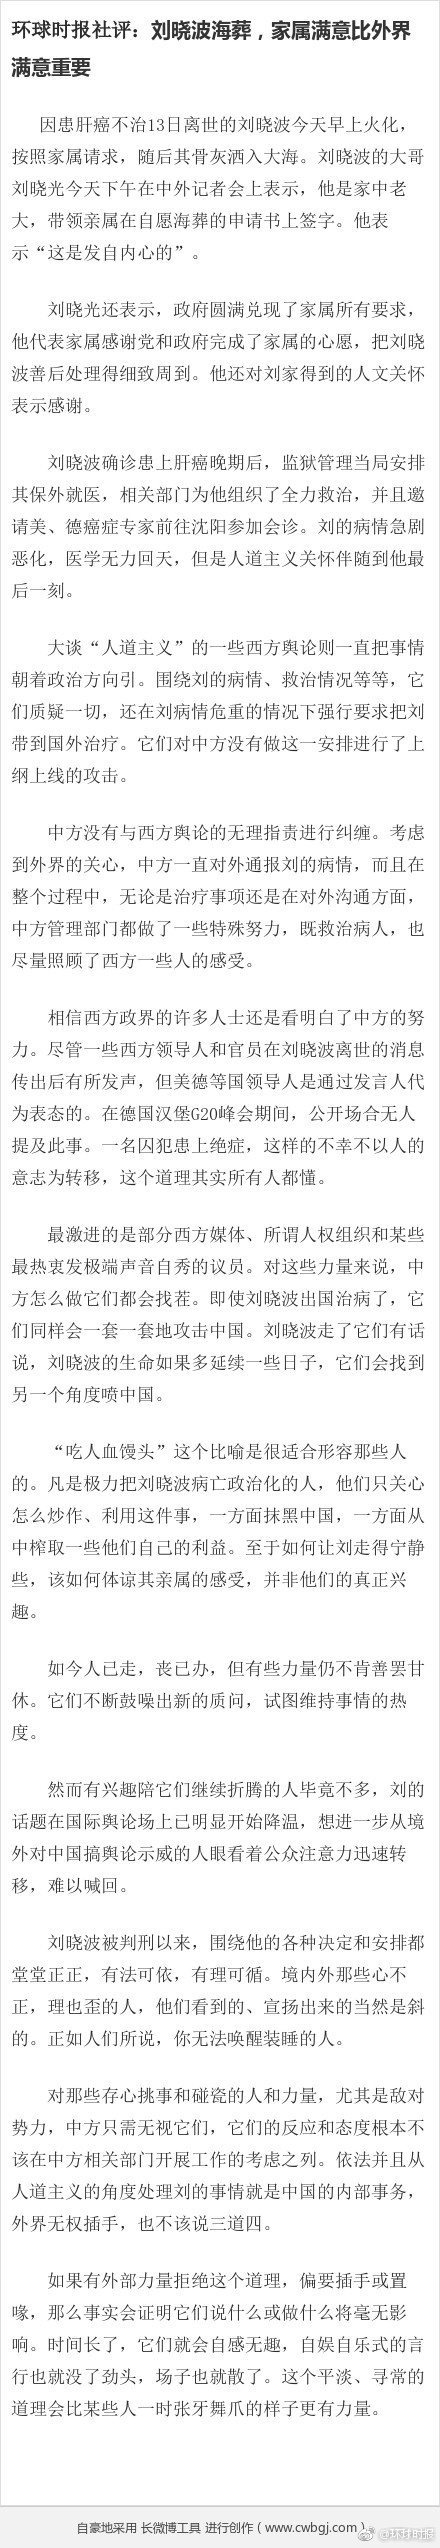 环球时报社评：刘晓波海葬，家属满意比外界
满意重要
因患肝癌不治13日离世的刘晓波今天早上火化，
按照家属请求，随后其骨灰洒入大海。刘晓波的大哥
刘晓光今天下午在中外记者会上表示，他是家中老
大，带领亲属在自愿海葬的申请书上签字。他表
示“这是发自内心的”。
刘晓光还表示，政府圆满兑现了家属所有要求，
他代表家属感谢党和政府完成了家属的心愿，把刘晓
波善后处理得细致周到。他还对刘家得到的人文关怀
表示感谢。
刘晓波确诊患上肝癌晚期后，监狱管理当局安排
其保外就医，相关部门为他组织了全力救治，并且邀
请美、德癌症专家前往沈阳参加会诊。刘的病情急剧
恶化，医学无力回天，但是人道主义关怀伴随到他最
后一刻。
大谈“人道主义”的一些西方舆论则一直把事情
朝着政治方向引。围绕刘的病情、救治情况等等，它
们质疑一切，还在刘病情危重的情况下强行要求把刘
带到国外治疗。它们对中方没有做这一安排进行了上
纲上线的攻击。
中方没有与西方舆论的无理指责进行纠缠。考虑
到外界的关心，中方一直对外通报刘的病情，而且在
整个过程中，无论是治疗事项还是在对外沟通方面，
中方管理部门都做了一些特殊努力，既救治病人，也
尽量照顾了西方一些人的感受。
相信西方政界的许多人士还是看明白了中方的努
力。尽管一些西方领导人和官员在刘晓波离世的消息
传出后有所发声，但美德等国领导人是通过发言人代
为表态的。在德国汉堡G20峰会期间，公开场合无人
提及此事。一名囚犯患上绝症，这样的不幸不以人的
意志为转移，这个道理其实所有人都懂。
最激进的是部分西方媒体、所谓人权组织和某些
最热衷发极端声音自秀的议员。对这些力量来说，中
方怎么做它们都会找茬。即使刘晓波出国治病了，它
们同样会一套一套地攻击中国。刘晓波走了它们有话
说，刘晓波的生命如果多延续一些日子，它们会找到
另一个角度喷中国。
“吃人血馒头”这个比喻是很适合形容那些人
的。凡是极力把刘晓波病亡政治化的人，他们只关心
怎么炒作、利用这件事，一方面抹黑中国，一方面从
中榨取一些他们自己的利益。至于如何让刘走得宁静
些，该如何体谅其亲属的感受，并非他们的真正兴
趣。
如今人已走，丧已办，但有些力量仍不肯善罢甘
休。它们不断鼓噪出新的质问，试图维持事情的热
度。
然而有兴趣陪它们继续折腾的人毕竟不多，刘的
话题在国际舆论场上已明显开始降温，想进一步从境
外对中国搞舆论示威的人眼看着公众注意力迅速转
移，难以喊回。
刘晓波被判刑以来，围绕他的各种决定和安排都
堂堂正正，有法可依，有理可循。境内外那些心不
正，理也歪的人，他们看到的、宣扬出来的当然是斜
的。正如人们所说，你无法唤醒装睡的人。
对那些存心挑事和碰瓷的人和力量，尤其是敌对
势力，中方只需无视它们，它们的反应和态度根本不
该在中方相关部门开展工作的考虑之列。依法并且从
人道主义的角度处理刘的事情就是中国的内部事务，
外界无权插手，也不该说三道四。
如果有外部力量拒绝这个道理，偏要插手或置
喙，那么事实会证明它们说什么或做什么将毫无影
响。时间长了，它们就会自感无趣，自娱自乐式的言
行也就没了劲头，场子也就散了。这个平淡、寻常的
道理会比某些人一时张牙舞爪的样子更有力量。
自豪地采用 长微博工具 进行创作（www.cwbgj.com）
@环球时报